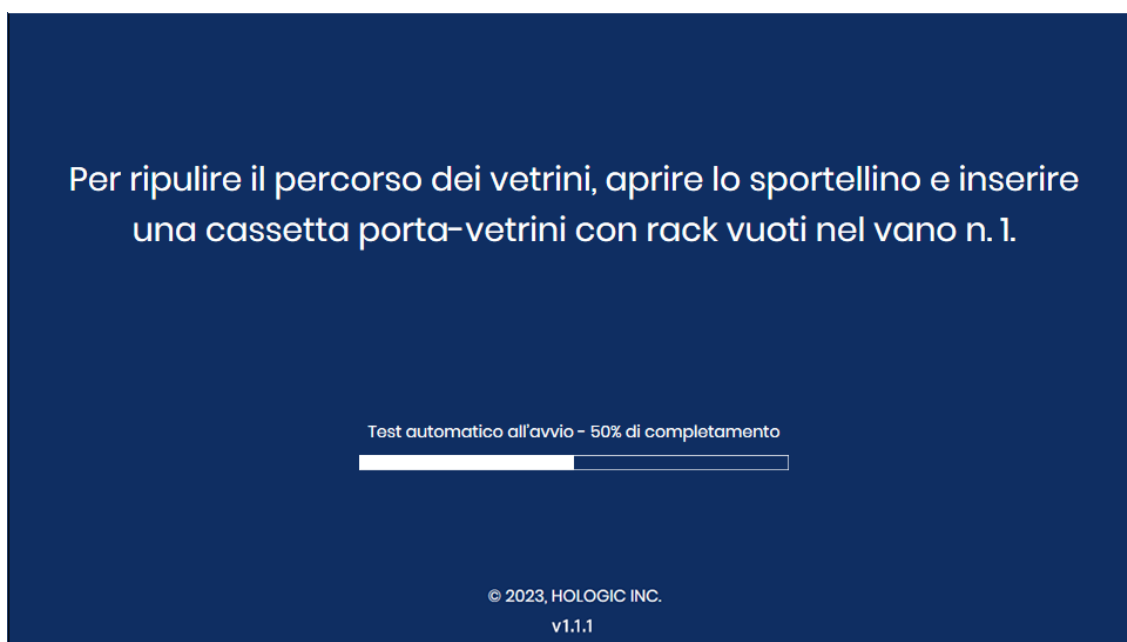 Per ripulire il percorso dei vetrini, aprire lo sportellino e inserire
una cassetta porta-vetrini con rack vuoti nel vano n. 1.
Test automatico all'avvio - 50% di completamento
© 2023, HOLOGIC INC.
v1.1.1